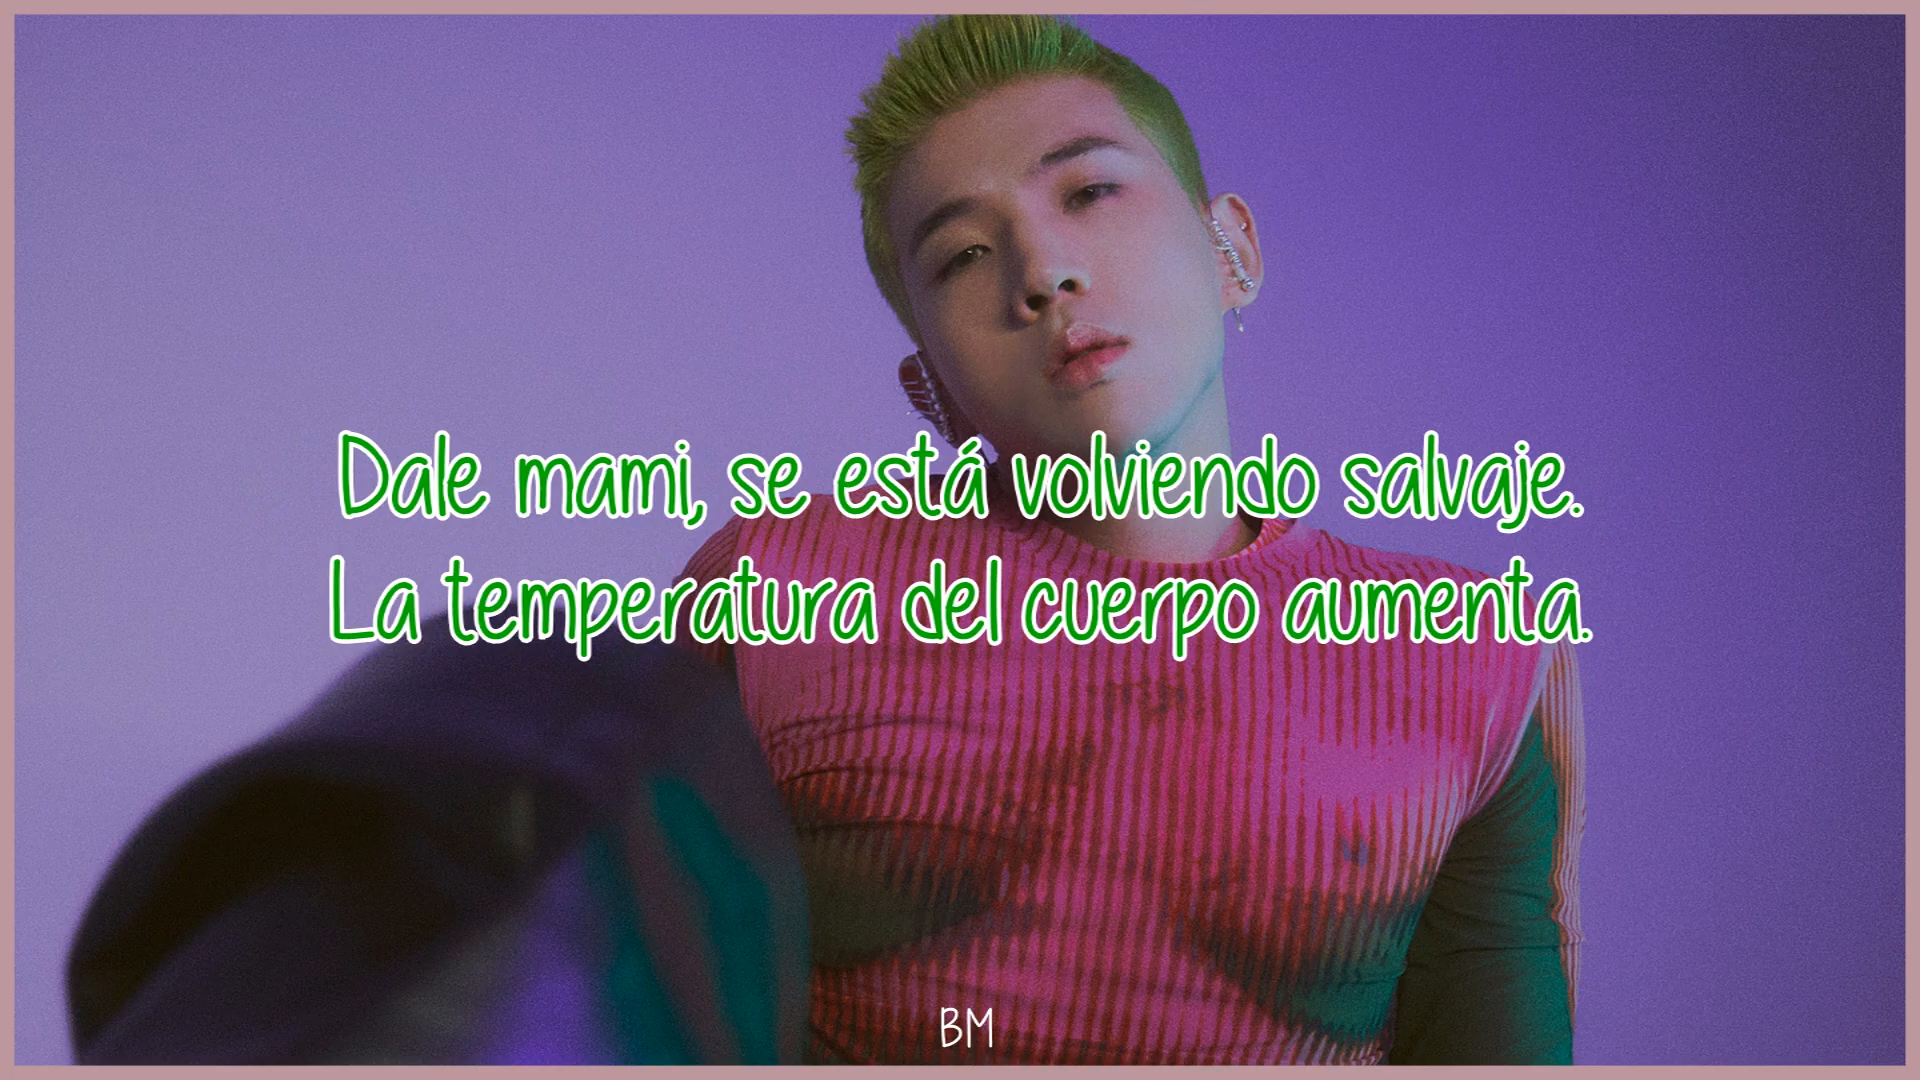 Dale mami, se está volviendo salvaje.
La temperatura del cuerpo aumenta.
BM